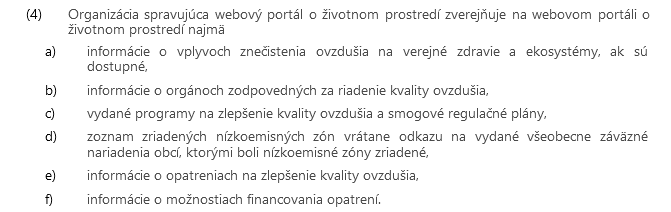 (4) Organizácia spravujúca webový portál o životnom prostredí zverejňuje na webovom portáli o
životnom prostredí najmä
a) informácie o vplyvoch znečistenia ovzdušia na verejné zdravie a ekosystémy, ak sú
dostupné,
b) informácie o orgánoch zodpovedných za riadenie kvality ovzdušia,
c) vydané programy na zlepšenie kvality ovzdušia a smogové regulačné plány,
d) zoznam zriadených nízkoemisných zón vrátane odkazu na vydané všeobecne záväzné
nariadenia obcí, ktorými boli nízkoemisné zóny zriadené,
e) informácie o opatreniach na zlepšenie kvality ovzdušia,
f) informácie o možnostiach financovania opatrení.